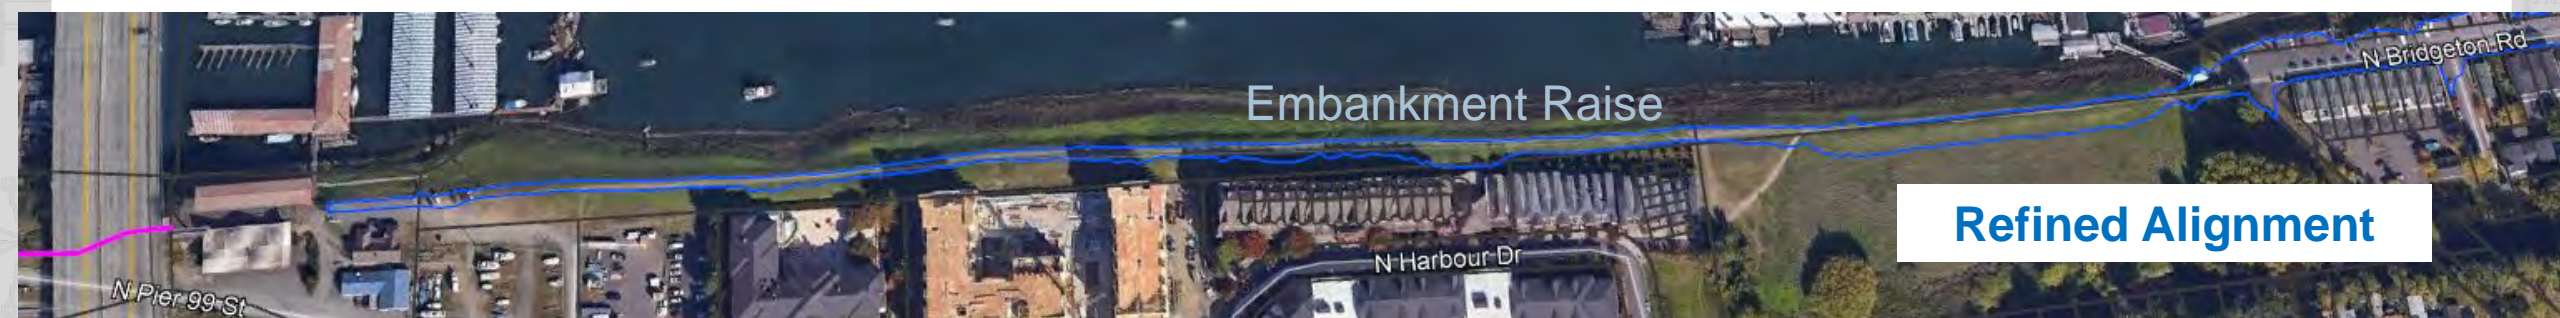 N Bridgeton Rd
Embankment Raise
Refined Alignment
N Harbour Dr
N Pier 99 St